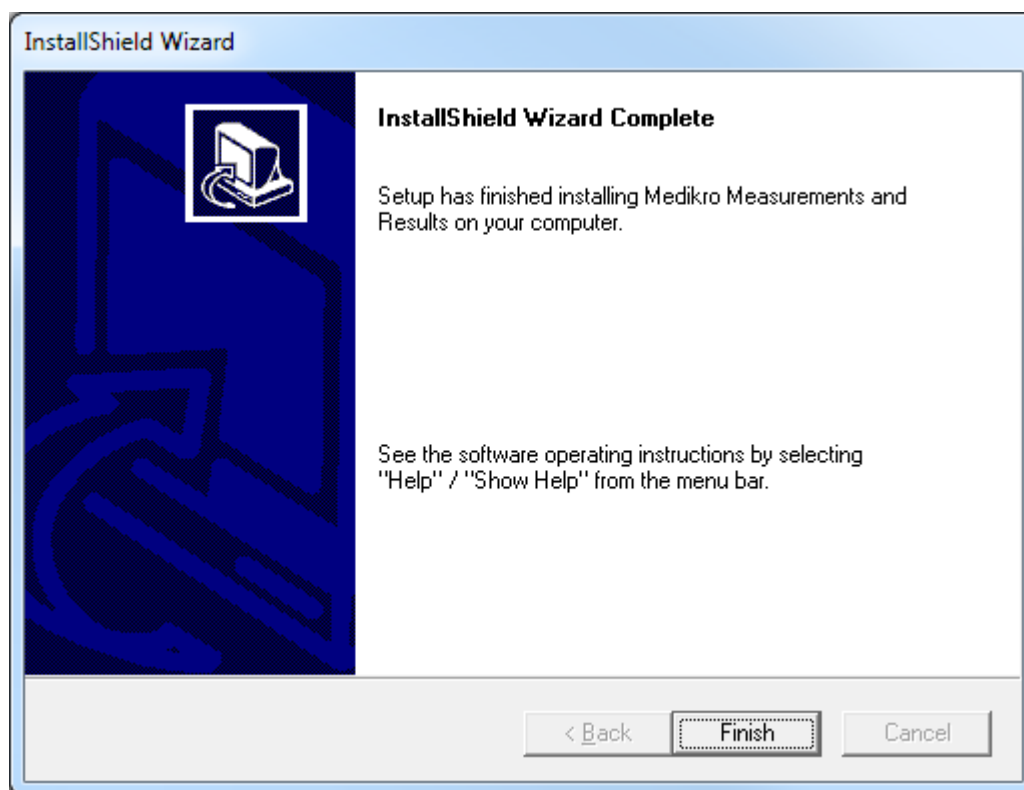 InstallShield Wizard
InstallShield Wizard Complete
Setup has finished installing Medikro Measurements and
Results on your computer.
See the software operating instructions by selecting
"Help" / "Show Help" from the menu bar.
< Back
Finish
Cancel